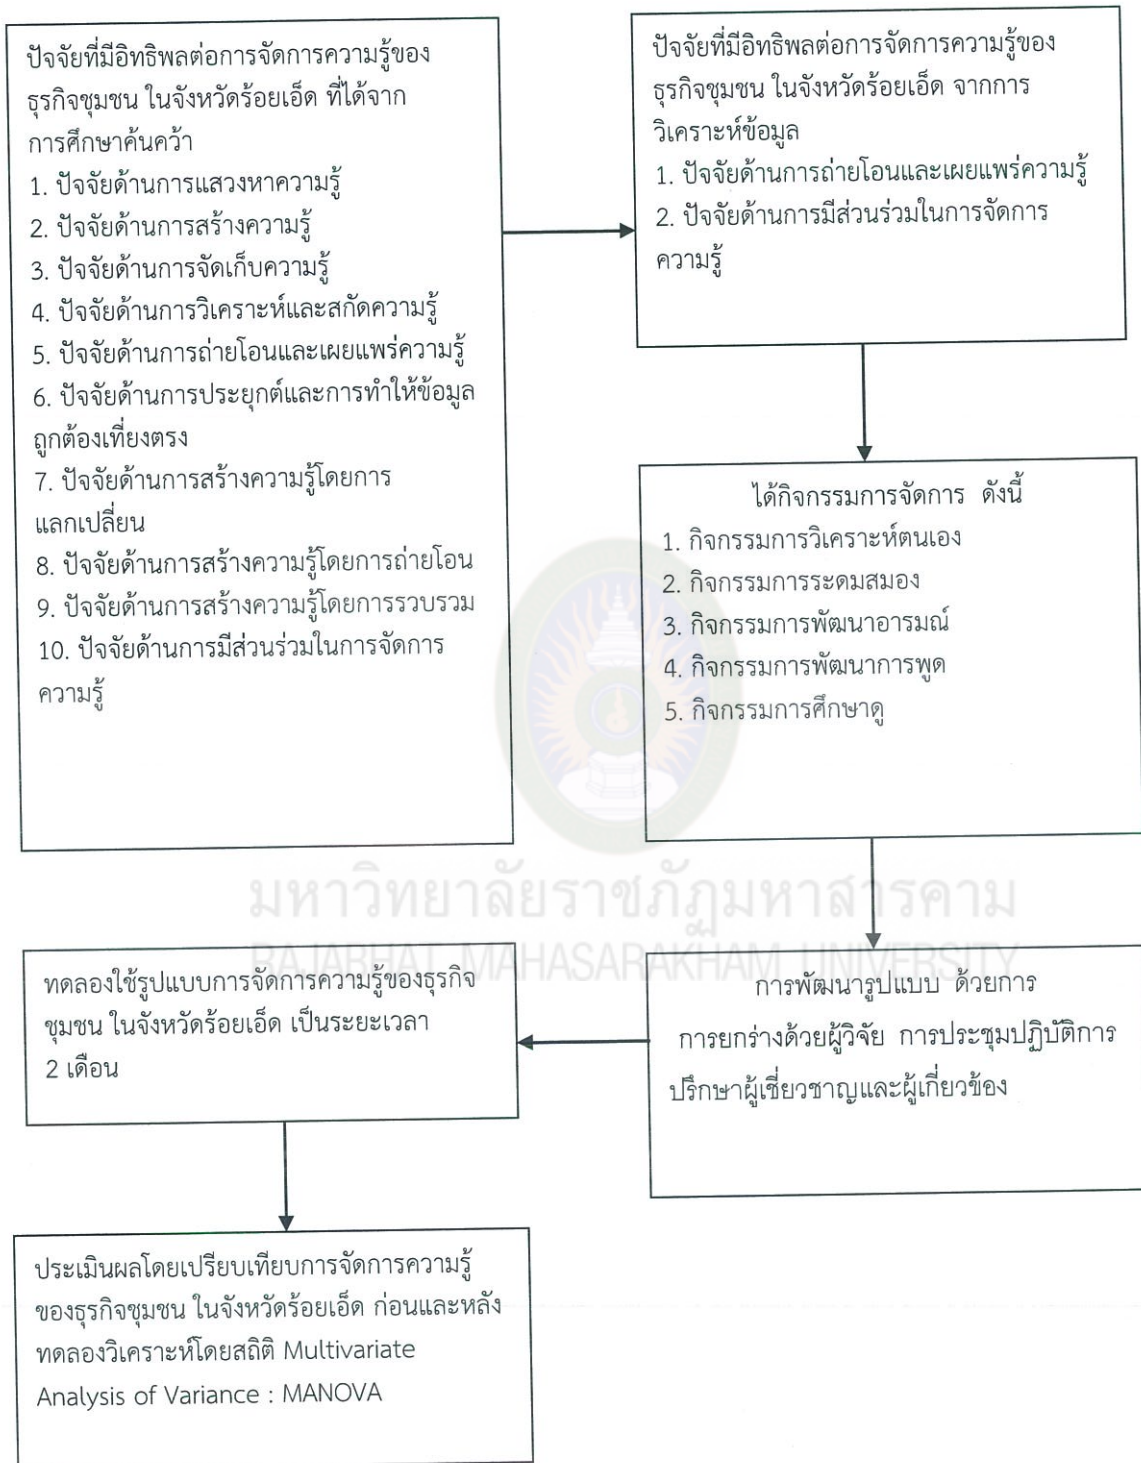 ปัจจัยที่มีอิทธิพลต่อการจัดการความรู้ของ
ธุรกิจชุมชน ในจังหวัดร้อยเอ็ด ที่ได้จาก
การศึกษาค้นคว้า
1. ปัจจัยด้านการแสวงหาความรู้
2. ปัจจัยด้านการสร้างความรู้
3. ปัจจัยด้านการจัดเก็บความรู้
4. ปัจจัยด้านการวิเคราะห์และสกัดความรู้
5. ปัจจัยด้านการถ่ายโอนและเผยแพร่ความรู้
6. ปัจจัยด้านการประยุกต์และการทำให้ข้อมูล
ถูกต้องเที่ยงตรง
7. ปัจจัยด้านการสร้างความรู้โดยการ
แลกเปลี่ยน
8. ปัจจัยด้านการสร้างความรู้โดยการถ่ายโอน
9. ปัจจัยด้านการสร้างความรู้โดยการรวบรวม
10. ปัจจัยด้านการมีส่วนร่วมในการจัดการ
ความรู้
ปัจจัยที่มีอิทธิพลต่อการจัดการความรู้ของ
ธุรกิจชุมชน ในจังหวัดร้อยเอ็ด จากการ
วิเคราะห์ข้อมูล
1. ปัจจัยด้านการถ่ายโอนและเผยแพร่ความรู้
2. ปัจจัยด้านการมีส่วนร่วมในการจัดการ
ความรู้
ได้กิจกรรมการจัดการ ดังนี้
1. กิจกรรมการวิเคราะห์ตนเอง
2. กิจกรรมการระดมสมอง
3. กิจกรรมการพัฒนาอารมณ์
4. กิจกรรมการพัฒนาการพูด
5. กิจกรรมการศึกษาดู
มหาวิทยาลัยราชภัฏมหาสารคาม
RAJABHAT MAHASARAKHAM UNIVERSITY
การพัฒนารูปแบบ ด้วยการ
การยกร่างด้วยผู้วิจัย การประชุมปฏิบัติการ
ปรึกษาผู้เชี่ยวชาญและผู้เกี่ยวข้อง
ทดลองใช้รูปแบบการจัดการความรู้ของธุรกิจ
ชุมชน ในจังหวัดร้อยเอ็ด เป็นระยะเวลา
2 เดือน
ประเมินผลโดยเปรียบเทียบการจัดการความรู้
ของธุรกิจชุมชน ในจังหวัดร้อยเอ็ด ก่อนและหลัง
ทดลองวิเคราะห์โดยสถิติ Multivariate
Analysis of Variance : MANOVA